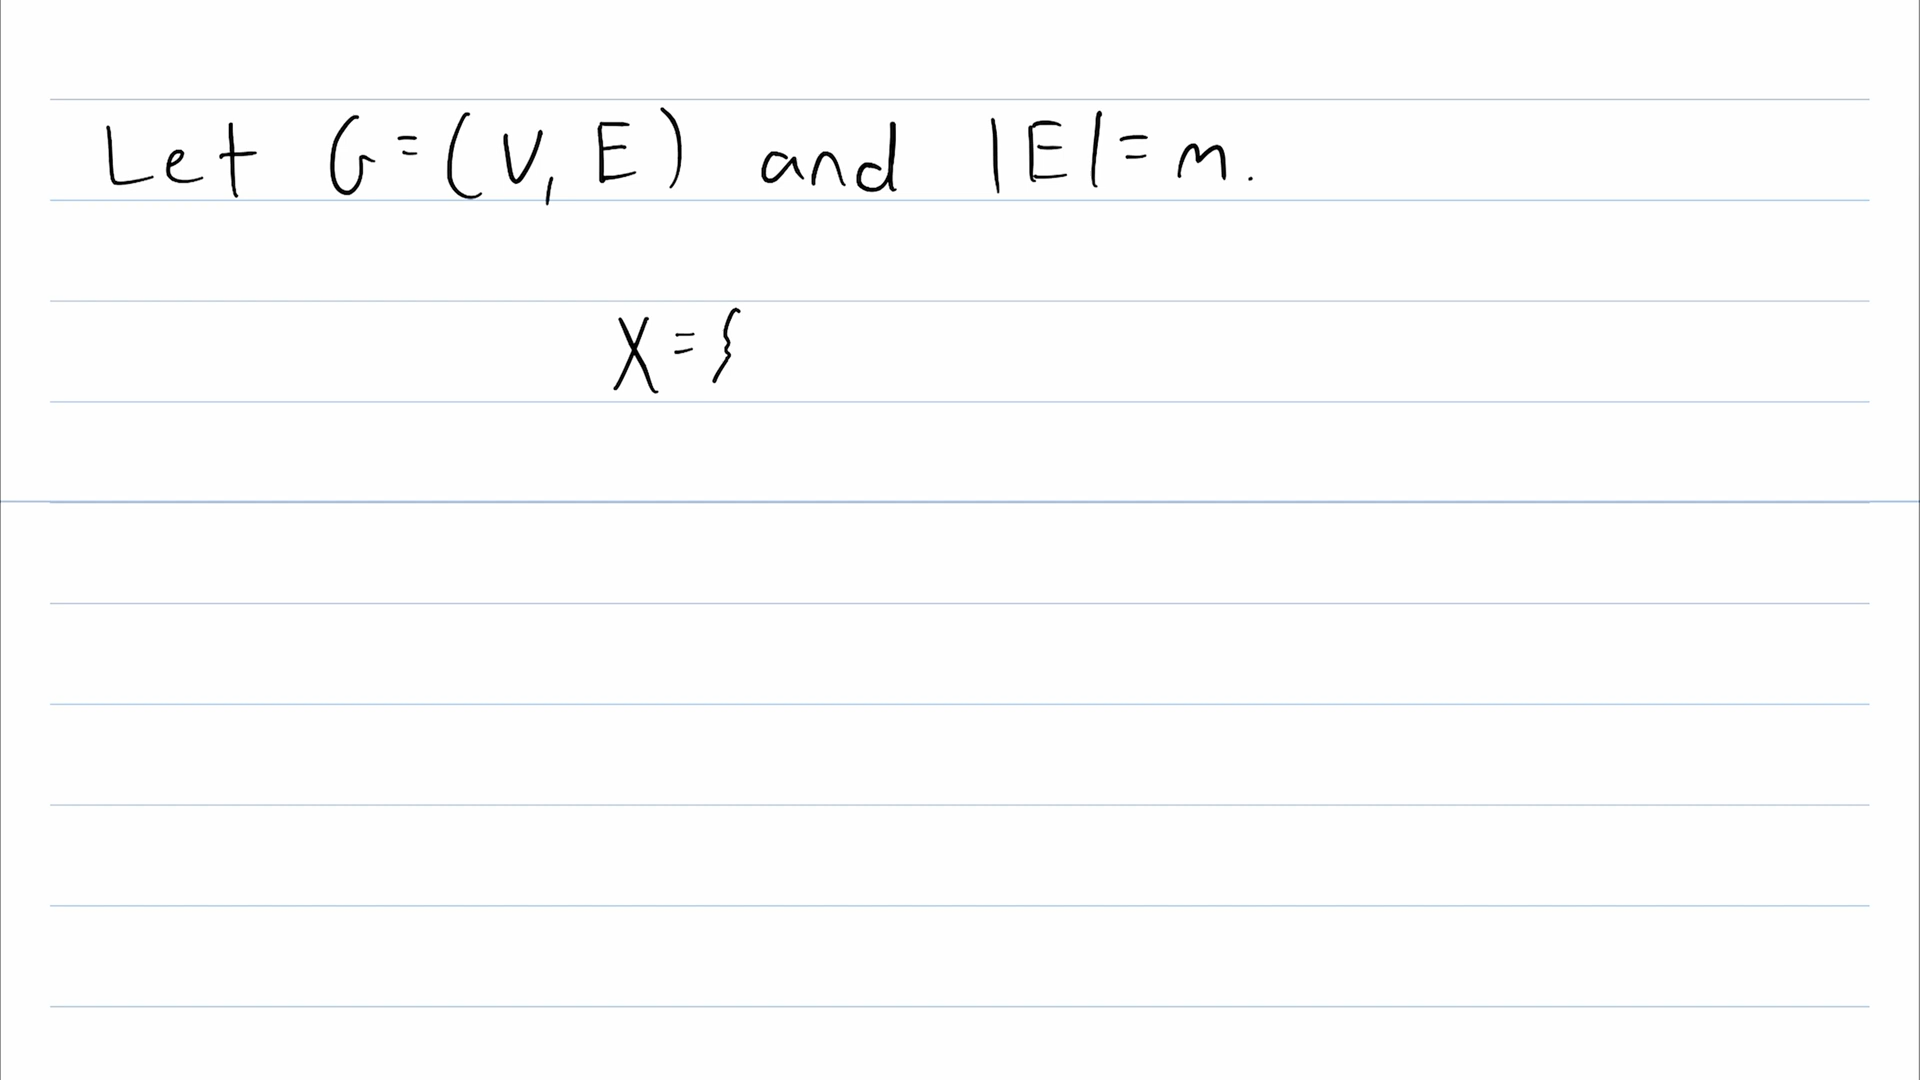 Let G=(V,E) and |E|=m.
X={